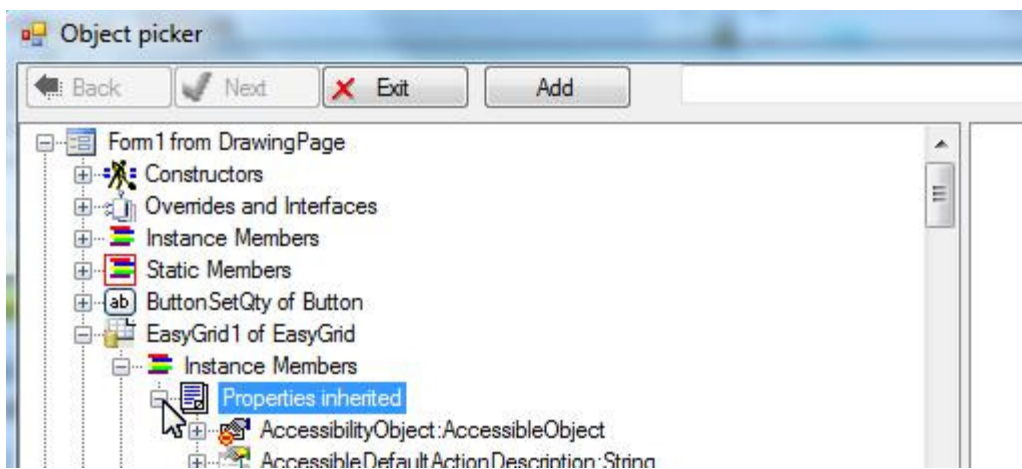 Object picker
Back Next Exit Add
Form1 from DrawingPage
Constructors
Overrides and Interfaces
Instance Members
Static Members
ab ButtonSetQty of Button
EasyGrid1 of EasyGrid
Instance Members
Properties inherited
AccessibilityObject:AccessibleObject
AccessibleDefaultActionDescription:String